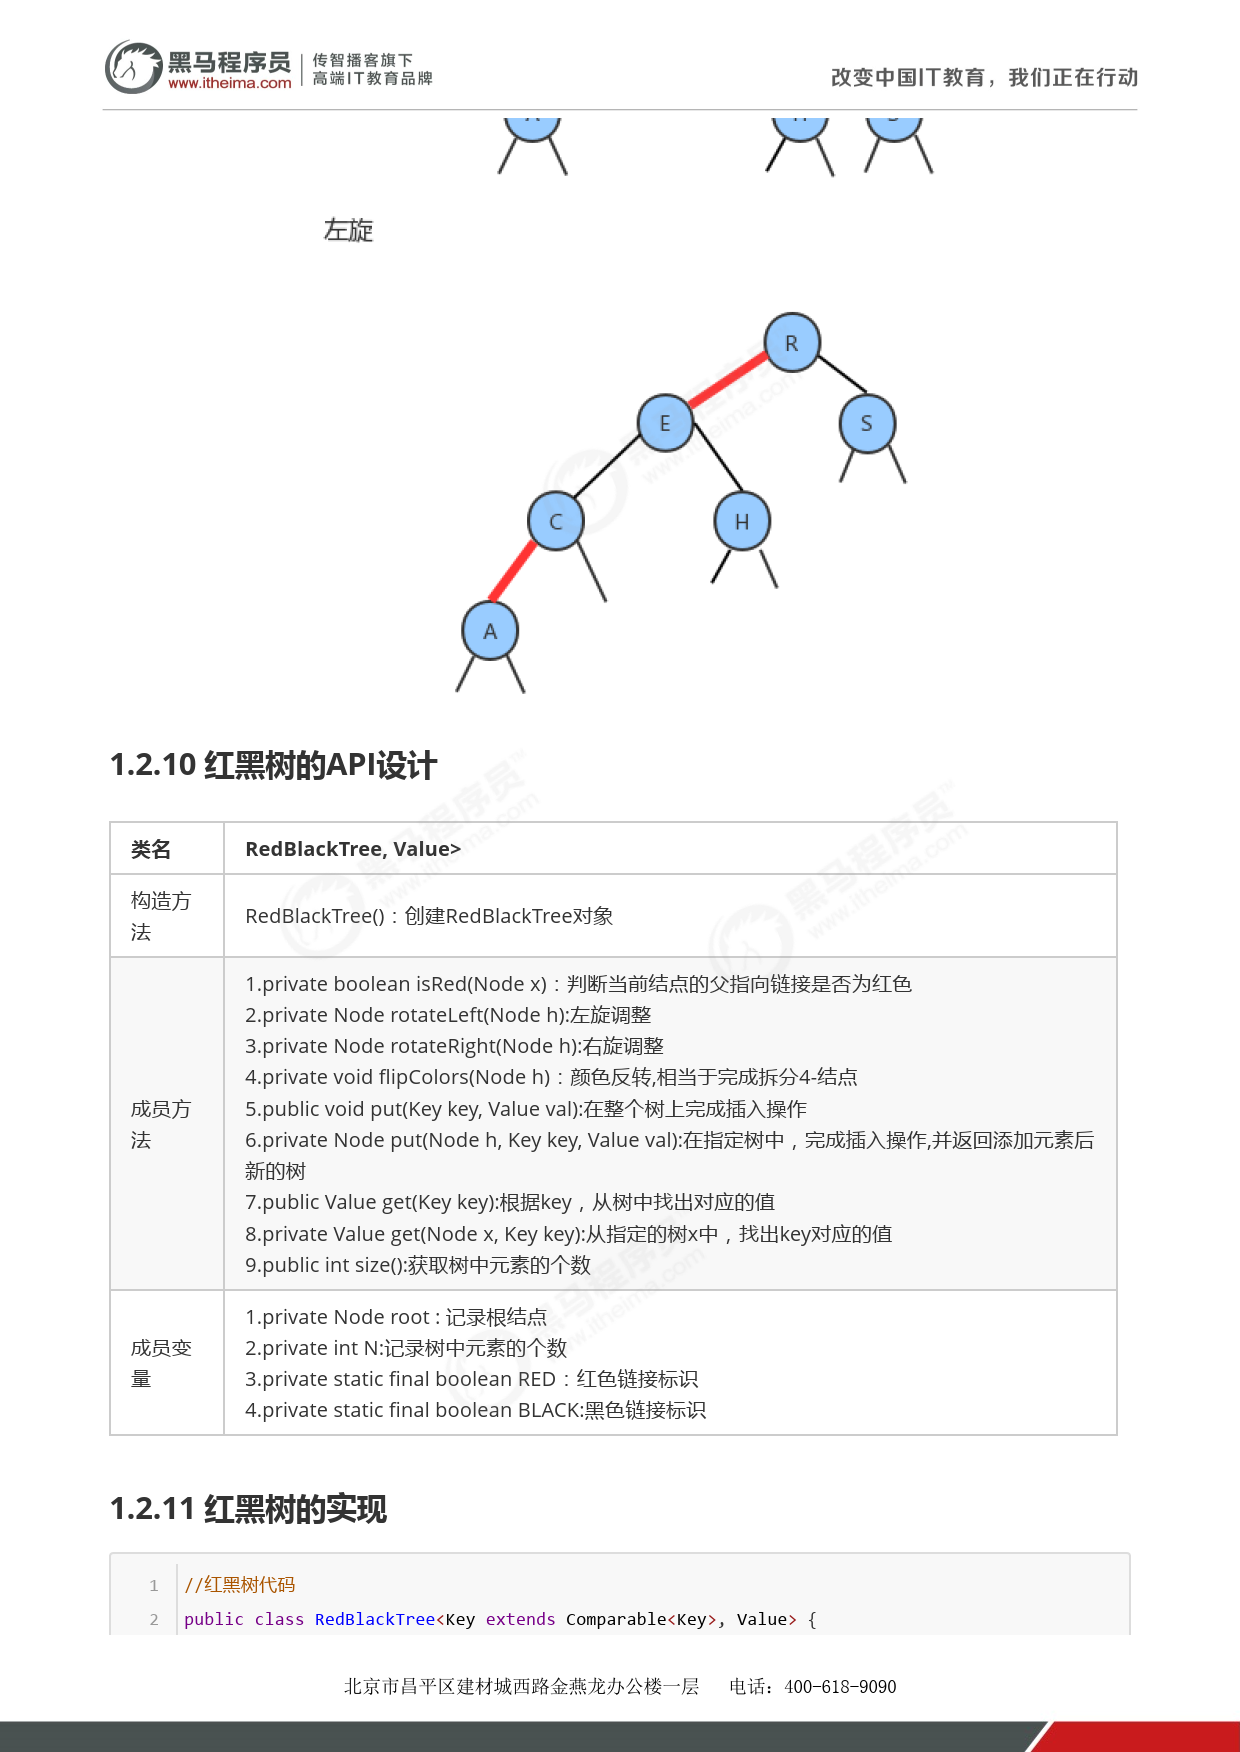 黑马程序员 传智播客旗下
www.itheima.com 高端IT教育品牌
改变中国IT教育，我们正在行动
左旋
R
E
S
C
H
A
1.2.10 红黑树的API设计
类名 RedBlackTree, Value>
构造方法 RedBlackTree()：创建RedBlackTree对象
成员方法
1.private boolean isRed(Node x)：判断当前结点的父指向链接是否为红色
2.private Node rotateLeft(Node h):左旋调整
3.private Node rotateRight(Node h):右旋调整
4.private void flipColors(Node h)：颜色反转,相当于完成拆分4-结点
5.public void put(Key key, Value val):在整个树上完成插入操作
6.private Node put(Node h, Key key, Value val):在指定树中，完成插入操作,并返回添加元素后
新的树
7.public Value get(Key key):根据key，从树中找出对应的值
8.private Value get(Node x, Key key):从指定的树x中，找出key对应的值
9.public int size():获取树中元素的个数
成员变量
1.private Node root : 记录根结点
2.private int N:记录树中元素的个数
3.private static final boolean RED：红色链接标识
4.private static final boolean BLACK:黑色链接标识
1.2.11 红黑树的实现
1 //红黑树代码
2 public class RedBlackTree<Key extends Comparable<Key>, Value> {
北京市昌平区建材城西路金燕龙办公楼一层 电话：400-618-9090